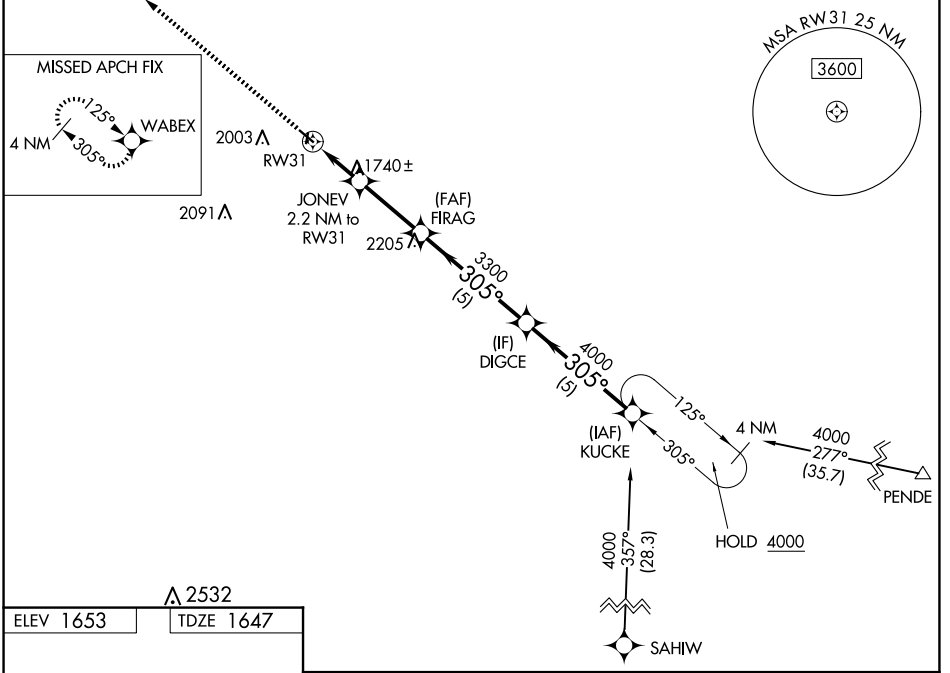 MISSED APCH FIX
125°
WABEX
4 NM
305°
MSA RW31 25 NM
3600
2003
RW31
1740±
JONEV
2.2 NM to
RW31
2091
(FAF)
FIRAG
2205
3300
305°
(5)
(IF)
DIGCE
4000
305°
(5)
(IAF)
KUCKE
125°
305°
4 NM
4000
277°
(35.7)
PENDE
HOLD 4000
4000
357°
(28.3)
SAHIW
2532
ELEV 1653
TDZE 1647